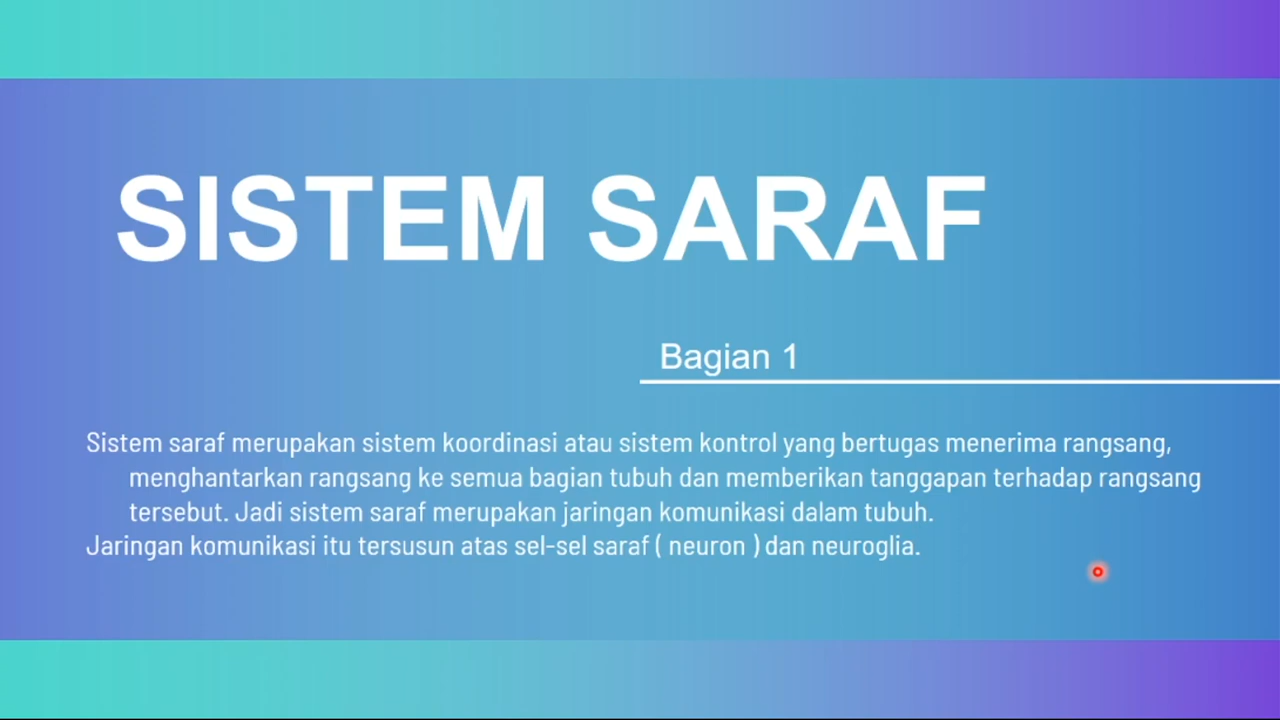 SISTEM SARAF
Bagian 1
Sistem saraf merupakan sistem koordinasi atau sistem kontrol yang bertugas menerima rangsang,
menghantarkan rangsang ke semua bagian tubuh dan memberikan tanggapan terhadap rangsang
tersebut. Jadi sistem saraf merupakan jaringan komunikasi dalam tubuh.
Jaringan komunikasi itu tersusun atas sel-sel saraf ( neuron ) dan neuroglia.